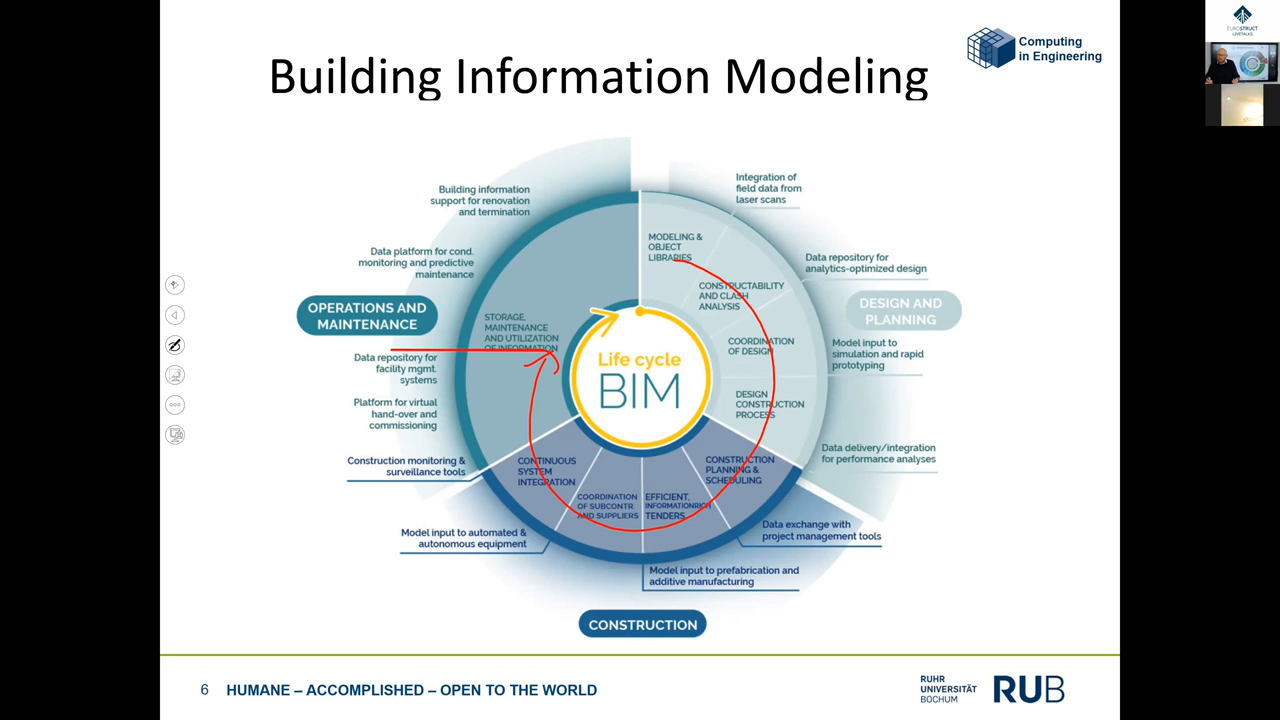 Building Information Modeling
Computing
in Engineering
EUROSTRUCT
Integration of
field data from
laser scans
Building information
support for renovation
and termination
MODELING &
OBJECT
LIBRARIES
Data platform for cond.
monitoring and predictive
maintenance
Data repository for
analytics-optimized design
CONSTRUCTABILITY
AND CLASH
ANALYSIS
OPERATIONS AND
MAINTENANCE
DESIGN AND
PLANNING
STORAGE,
MAINTENANCE
AND UTILIZATION
OF INFORMATION
COORDINATION
OF DESIGN
Model input to
simulation and rapid
prototyping
Life cycle
BIM
Data repository for
facility mgmt.
systems
DESIGN
CONSTRUCTION
PROCESS
Platform for virtual
hand-over and
commissioning
Data delivery/integration
for performance analyses
Construction monitoring &
surveillance tools
CONTINUOUS
SYSTEM
INTEGRATION
CONSTRUCTION
PLANNING &
SCHEDULING
COORDINATION
OF SUBCONTR.
AND SUPPLIERS
EFFICIENT,
INFORMATIONRICH
TENDERS
Model input to automated &
autonomous equipment
Data exchange with
project management tools
Model input to prefabrication and
additive manufacturing
CONSTRUCTION
6 HUMANE – ACCOMPLISHED – OPEN TO THE WORLD
RUHR
UNIVERSITÄT
BOCHUM
RUB